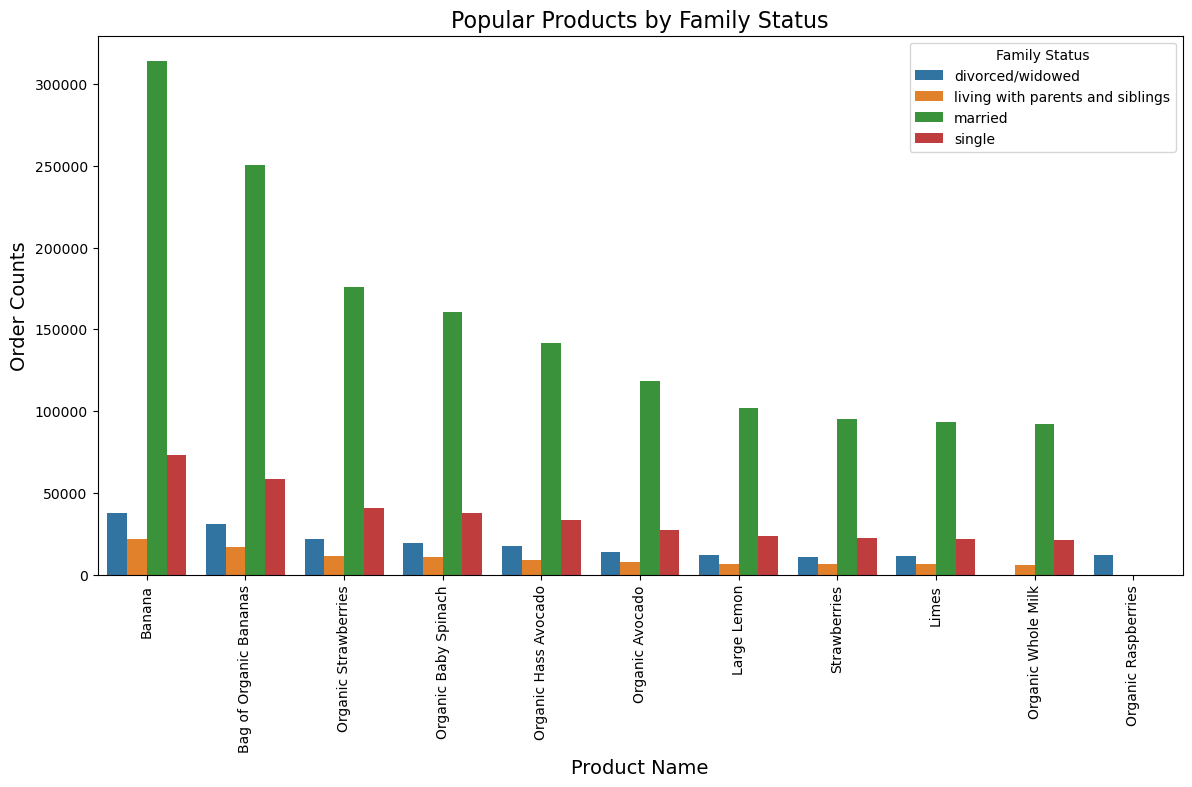 Popular Products by Family Status
Family Status
divorced/widowed
living with parents and siblings
married
single
Order Counts
300000
250000
200000
150000
100000
50000
0
Banana
Bag of Organic Bananas
Organic Strawberries
Organic Baby Spinach
Organic Hass Avocado
Organic Avocado
Large Lemon
Strawberries
Limes
Organic Whole Milk
Organic Raspberries
Product Name